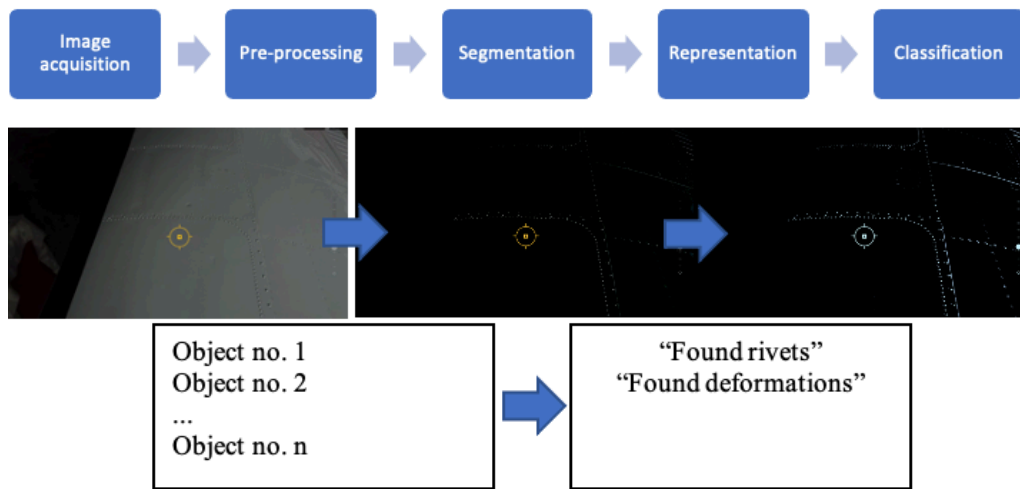 Image
acquisition
Pre-processing
Segmentation
Representation
Classification
Object no. 1
Object no. 2
...
Object no. n
“Found rivets”
“Found deformations”